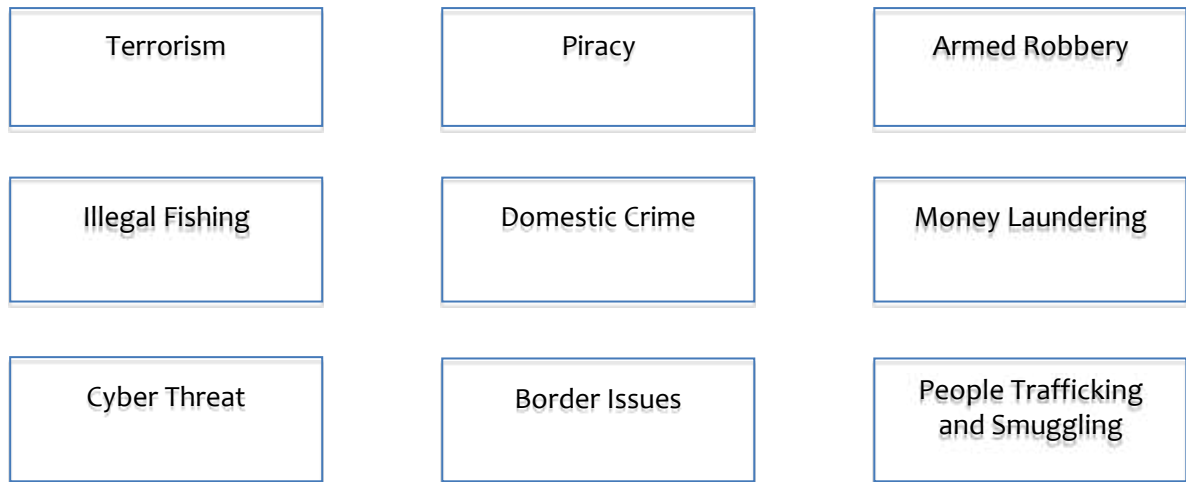 Terrorism
Piracy
Armed Robbery
Illegal Fishing
Domestic Crime
Money Laundering
Cyber Threat
Border Issues
People Trafficking
and Smuggling